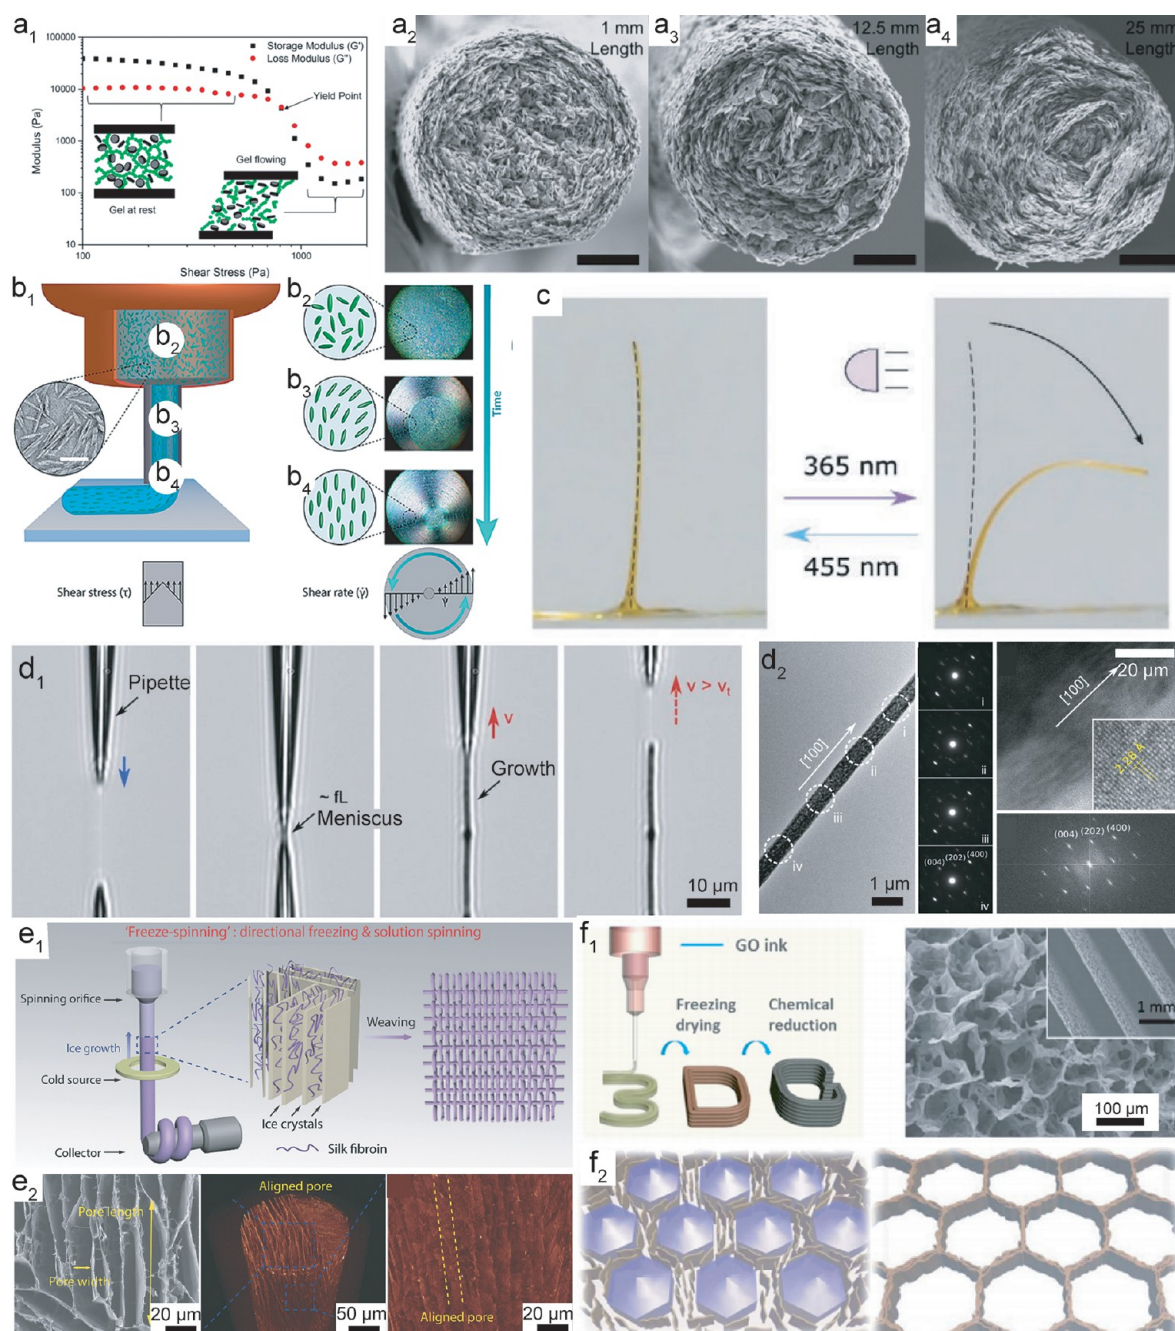 a1
100000
10000
1000
100
10
Modulus (Pa)
Storage Modulus (G')
Loss Modulus (G")
Yield Point
Gel flowing
Gel at rest
100
1000
Shear Stress (Pa)
a2
1 mm
Length
a3
12.5 mm
Length
a4
25 mm
Length
b1
b2
b3
b4
Shear stress (τ)
b2
b3
b4
Time
Shear rate (γ̇)
γ̇
c
365 nm
455 nm
d1
Pipette
~ fL
Meniscus
v
Growth
v > vt
10 µm
d2
[100]
i
ii
iii
iv
1 µm
i
ii
iii
(004) (202) (400)
iv
20 µm
[100]
2.28 Å
(004) (202) (400)
e1
'Freeze-spinning' : directional freezing & solution spinning
Spinning orifice
Ice growth
Cold source
Collector
Ice crystals
Silk fibroin
Weaving
e2
Pore length
Pore width
20 µm
Aligned pore
50 µm
Aligned pore
20 µm
f1
GO ink
Freezing
drying
Chemical
reduction
1 mm
100 µm
f2